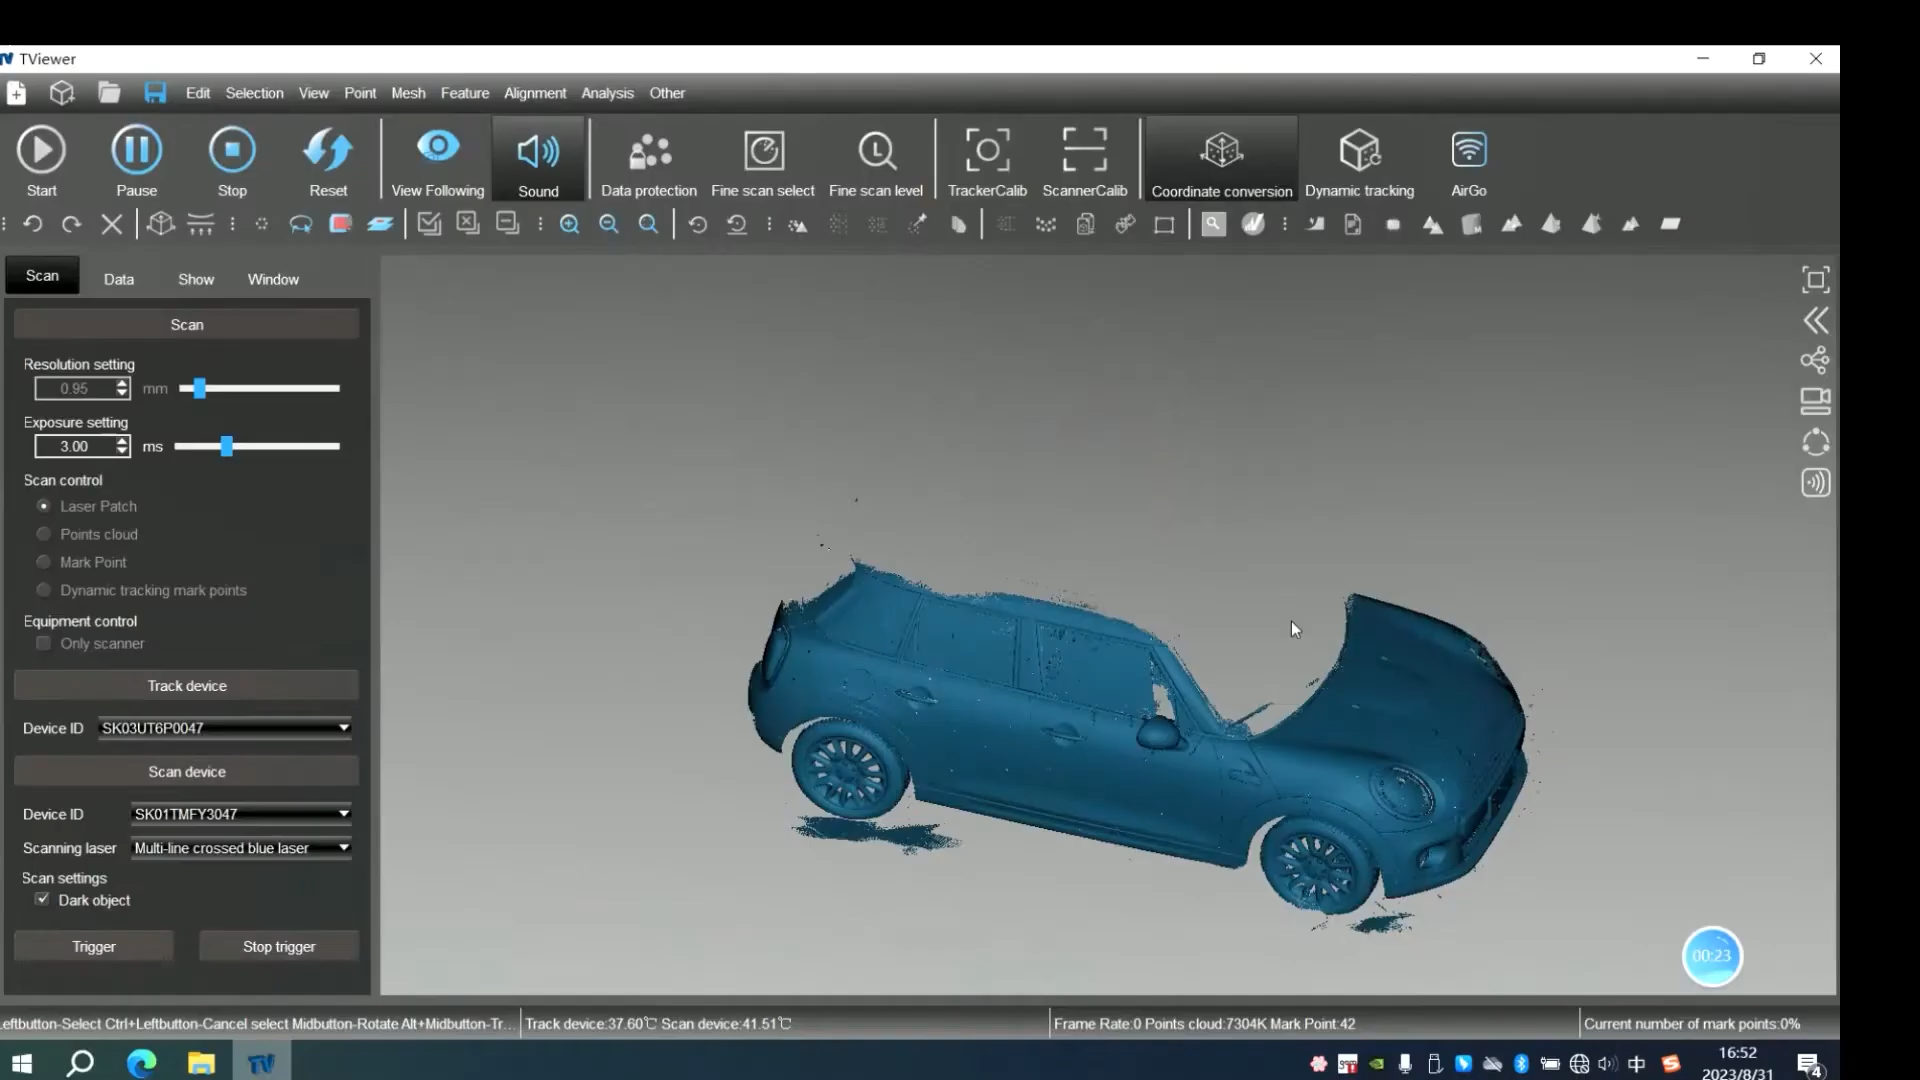 TViewer
Edit Selection View Point Mesh Feature Alignment Analysis Other
Start Pause Stop Reset View Following Sound Data protection Fine scan select Fine scan level TrackerCalib ScannerCalib Coordinate conversion Dynamic tracking AirGo
Scan Data Show Window
Scan
Resolution setting
0.95 mm
Exposure setting
3.00 ms
Scan control
Laser Patch
Points cloud
Mark Point
Dynamic tracking mark points
Equipment control
Only scanner
Track device
Device ID SK03UT6P0047
Scan device
Device ID SK01TMFY3047
Scanning laser Multi-line crossed blue laser
Scan settings
Dark object
Trigger Stop trigger
00:23
eftbutton-Select Ctrl+Leftbutton-Cancel select Midbutton-Rotate Alt+Midbutton-Tr... Track device:37.60℃ Scan device:41.51℃ Frame Rate:0 Points cloud:7304K Mark Point:42 Current number of mark points:0%
TV 中 16:52
2023/8/31 4